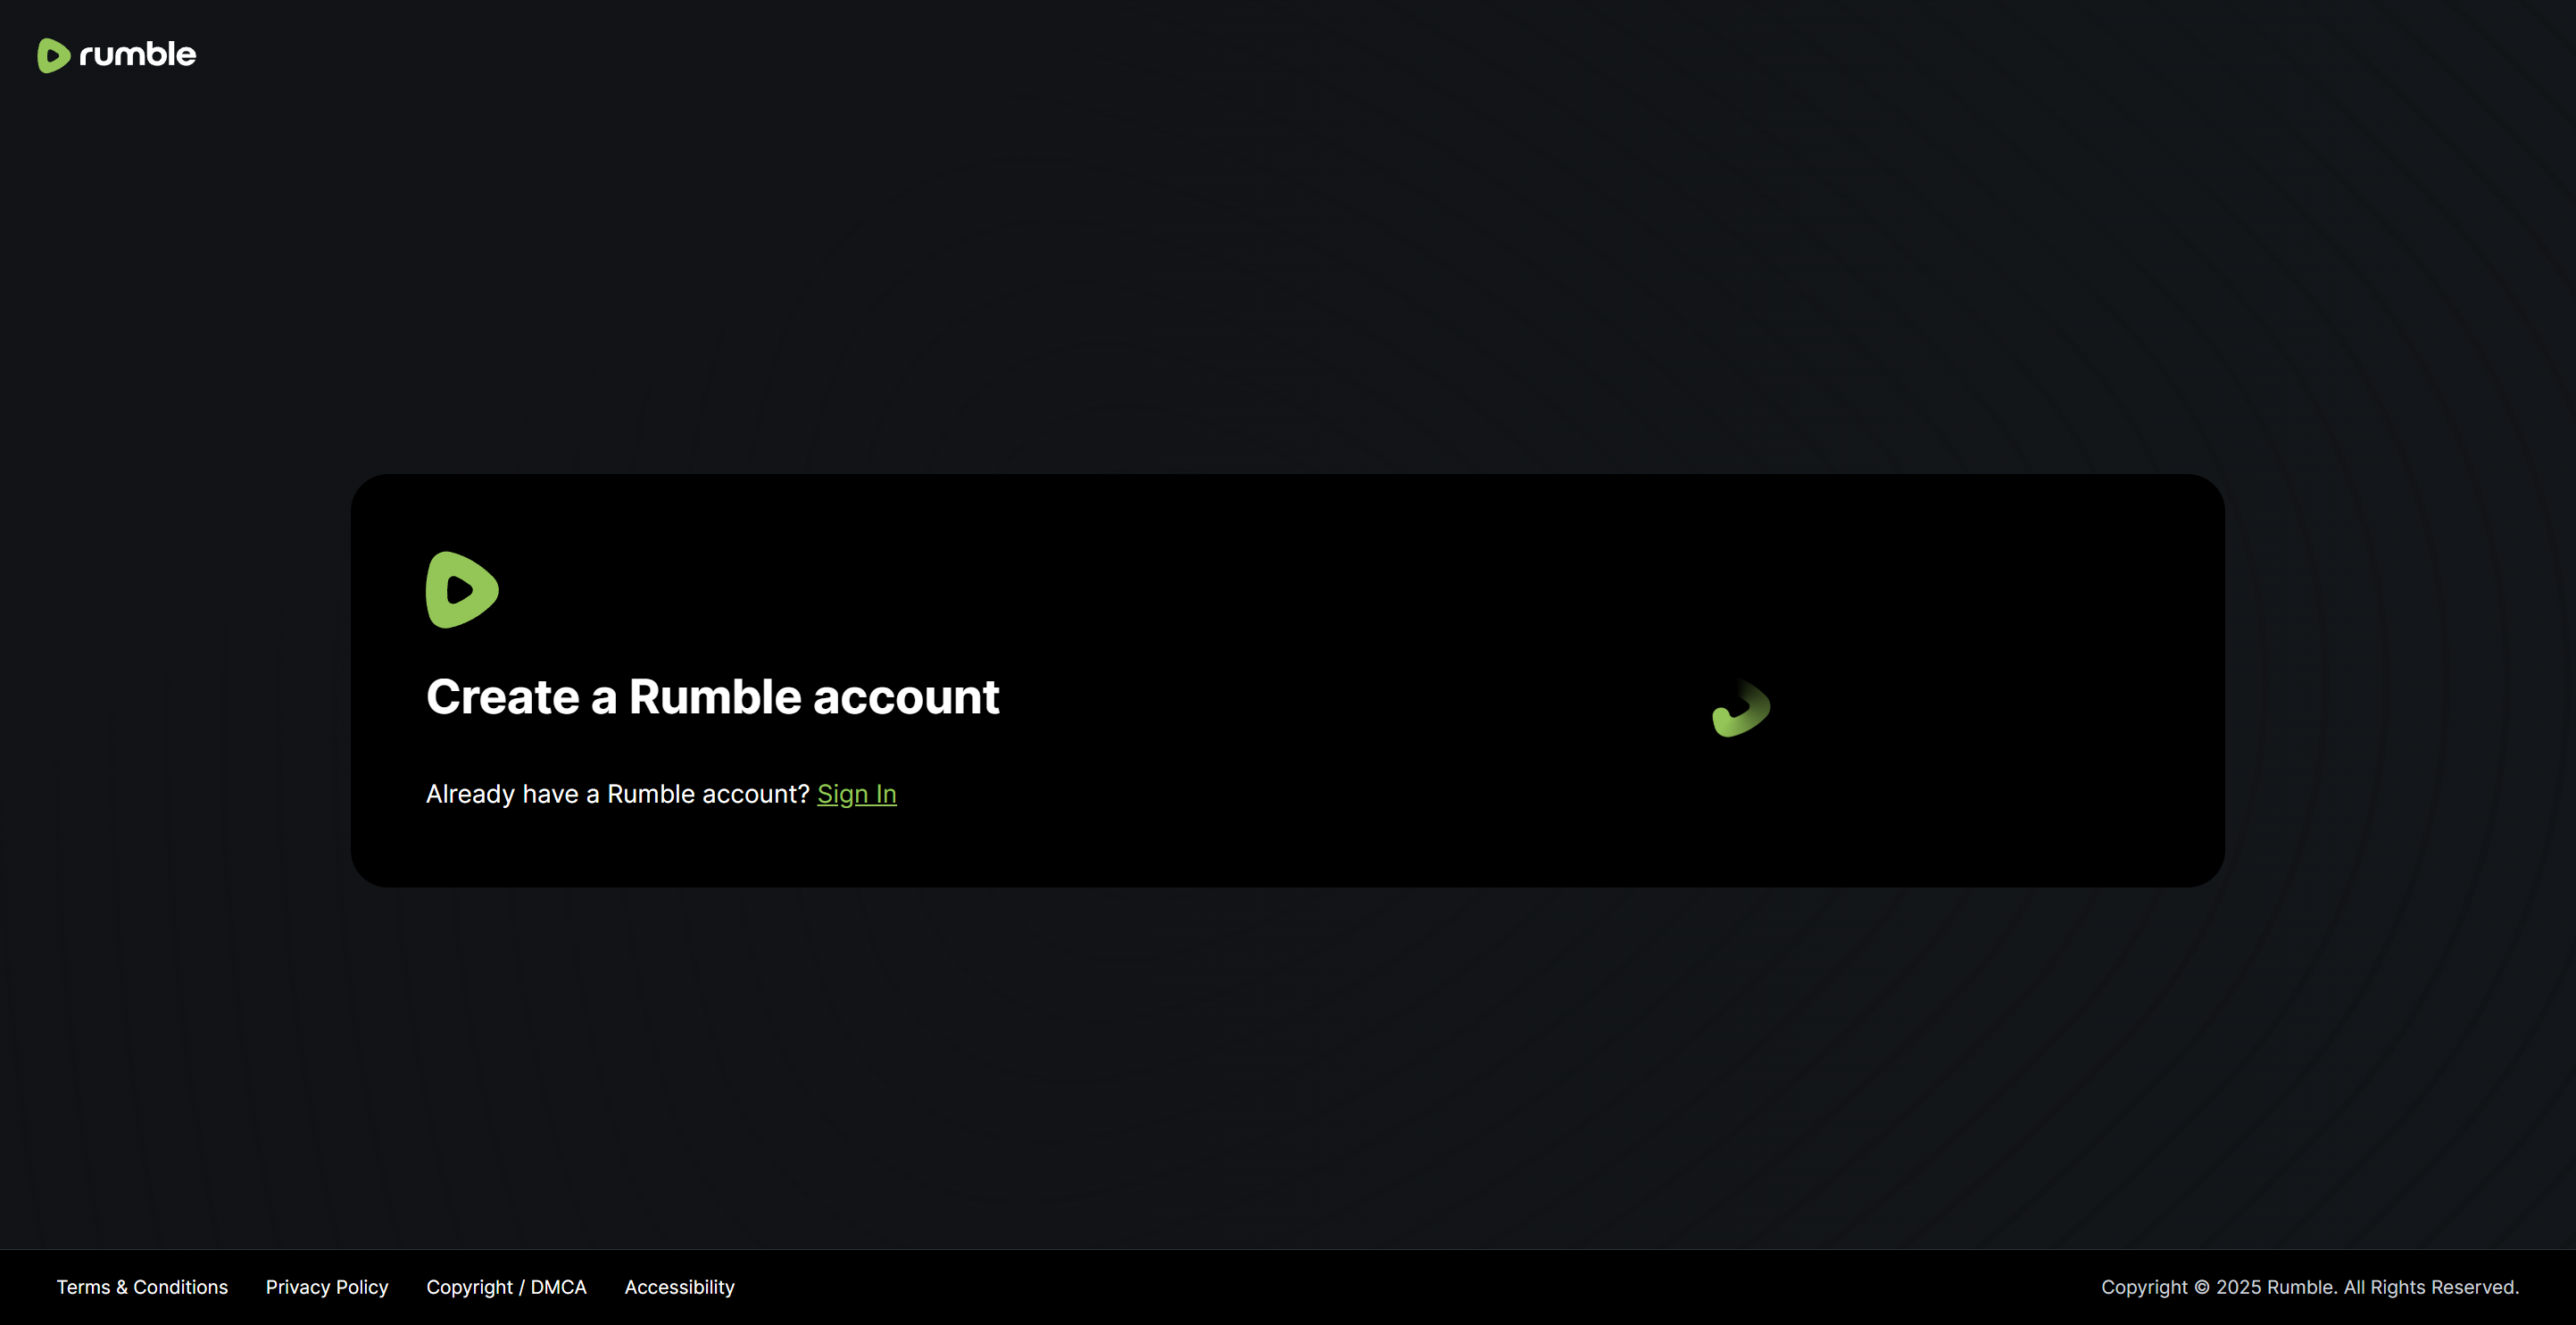 rumble
Create a Rumble account
Already have a Rumble account? Sign In
Terms & Conditions Privacy Policy Copyright / DMCA Accessibility Copyright © 2025 Rumble. All Rights Reserved.